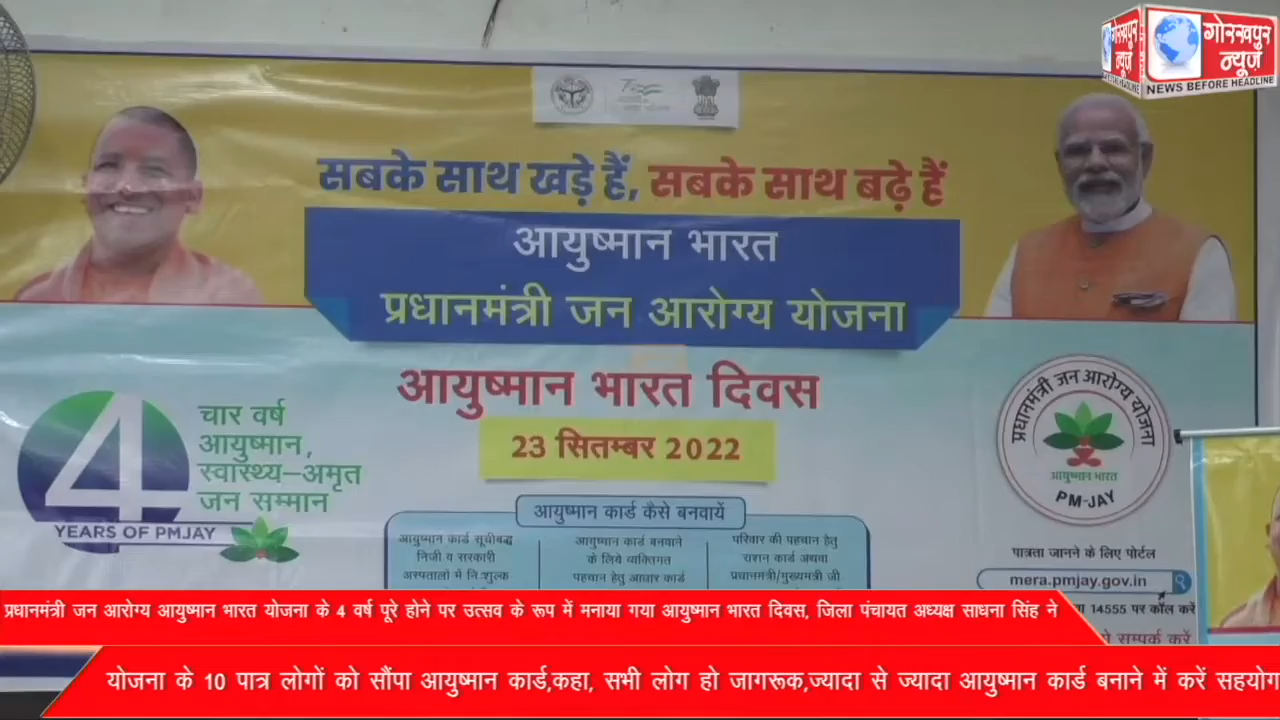 गोरखपुर
न्यूज़
गोरखपुर
न्यूज़
NEWS BEFORE HEADLINE
सबके साथ खड़े हैं, सबके साथ बढ़े हैं
आयुष्मान भारत
प्रधानमंत्री जन आरोग्य योजना
आयुष्मान भारत दिवस
23 सितम्बर 2022
4
चार वर्ष
आयुष्मान,
स्वास्थ्य–अमृत
जन सम्मान
YEARS OF PMJAY
प्रधानमंत्री जन आरोग्य योजना
आयुष्मान भारत
PM-JAY
आयुष्मान कार्ड कैसे बनवायें
आयुष्मान कार्ड सूचीबद्ध
निजी व सरकारी
अस्पतालों में नि:शुल्क
आयुष्मान कार्ड बनवाने
के लिये व्यक्तिगत
पहचान हेतु आधार कार्ड
परिवार की पहचान हेतु
राशन कार्ड अथवा
प्रधानमंत्री/मुख्यमंत्री जी
पात्रता जानने के लिए पोर्टल
mera.pmjay.gov.in
14555 पर कॉल करें
से सम्पर्क करें
प्रधानमंत्री जन आरोग्य आयुष्मान भारत योजना के 4 वर्ष पूरे होने पर उत्सव के रूप में मनाया गया आयुष्मान भारत दिवस, जिला पंचायत अध्यक्ष साधना सिंह ने
योजना के 10 पात्र लोगों को सौंपा आयुष्मान कार्ड,कहा, सभी लोग हो जागरूक,ज्यादा से ज्यादा आयुष्मान कार्ड बनाने में करें सहयोग